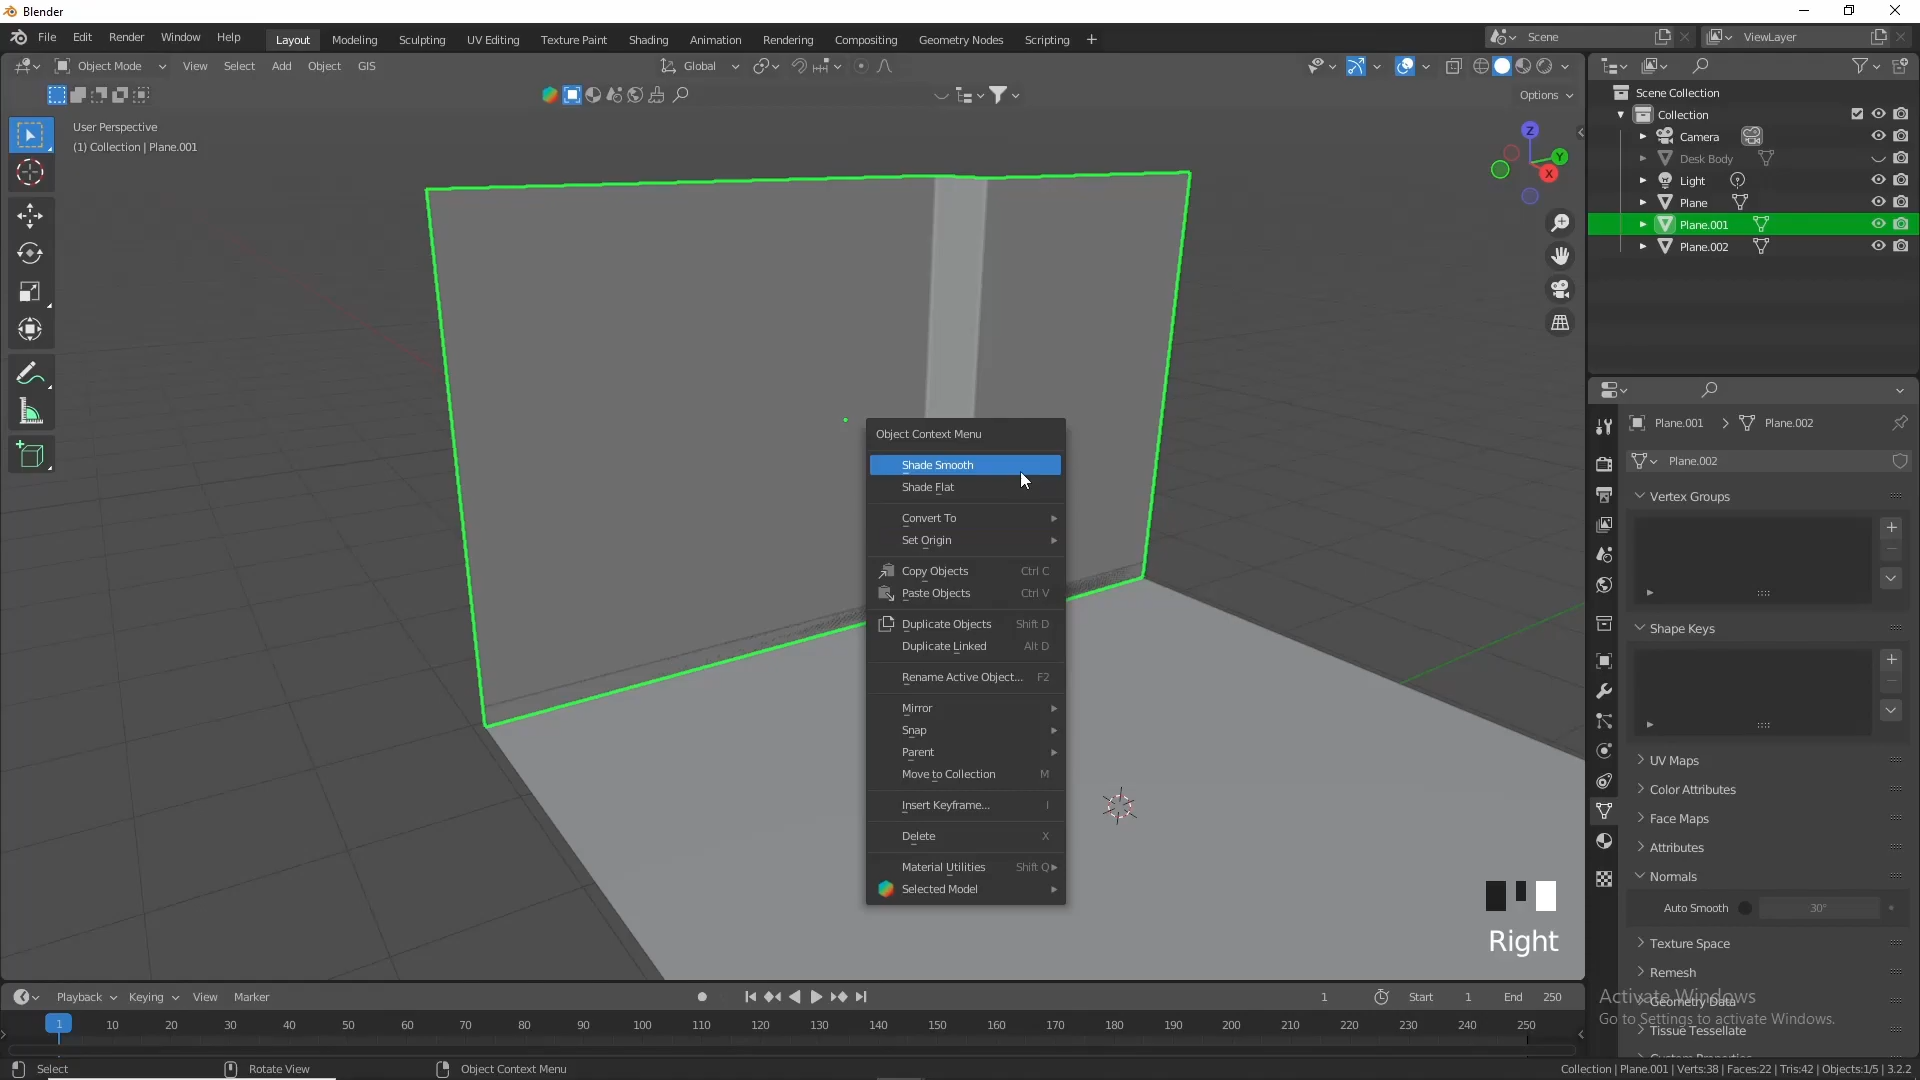 Blender
File Edit Render Window Help
Layout Modeling Sculpting UV Editing Texture Paint Shading Animation Rendering Compositing Geometry Nodes Scripting
Scene
ViewLayer
Object Mode View Select Add Object GIS
Global
Options
User Perspective
(1) Collection | Plane.001
Z
Y
X
Scene Collection
Collection
Camera
Desk Body
Light
Plane
Plane.001
Plane.002
Plane.001 Plane.002
Plane.002
Vertex Groups
Shape Keys
UV Maps
Color Attributes
Face Maps
Attributes
Normals
Auto Smooth 30°
Texture Space
Remesh
Geometry Data
Tissue Tessellate
Custom Properties
Activate Windows
Go to Settings to activate Windows.
Object Context Menu
Shade Smooth
Shade Flat
Convert To
Set Origin
Copy Objects Ctrl C
Paste Objects Ctrl V
Duplicate Objects Shift D
Duplicate Linked Alt D
Rename Active Object... F2
Mirror
Snap
Parent
Move to Collection M
Insert Keyframe... I
Delete X
Material Utilities Shift Q
Selected Model
Right
Playback Keying View Marker
1 Start 1 End 250
1 10 20 30 40 50 60 70 80 90 100 110 120 130 140 150 160 170 180 190 200 210 220 230 240 250
Select Rotate View Object Context Menu
Collection | Plane.001 | Verts:38 | Faces:22 | Tris:42 | Objects:1/5 | 3.2.2